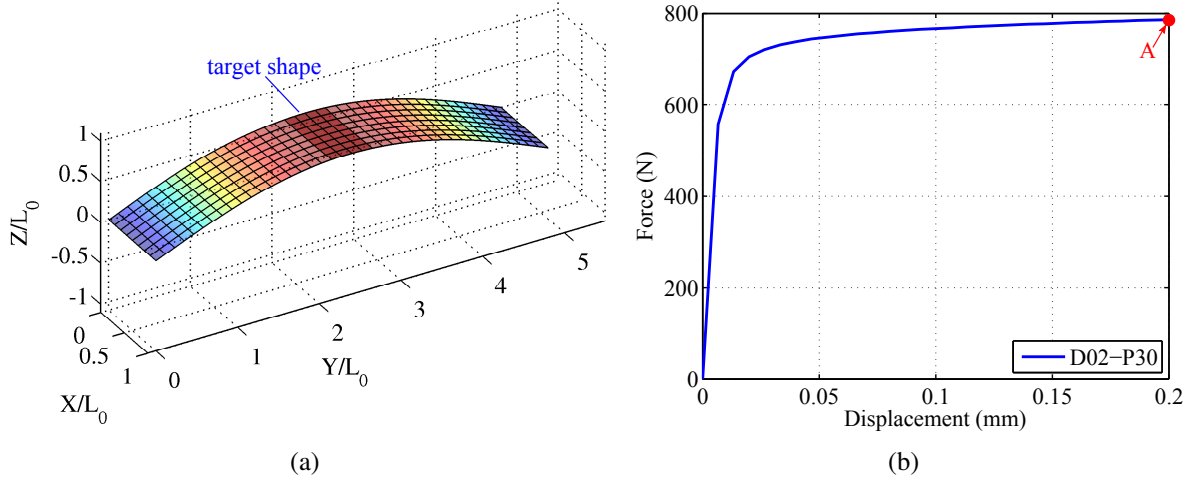 target shape
1
0.5
0
-0.5
-1
Z/L0
0
0.5
1
X/L0
0
1
2
3
4
5
Y/L0
(a)
800
600
400
200
0
Force (N)
A
D02−P30
0
0.05
0.1
0.15
0.2
Displacement (mm)
(b)